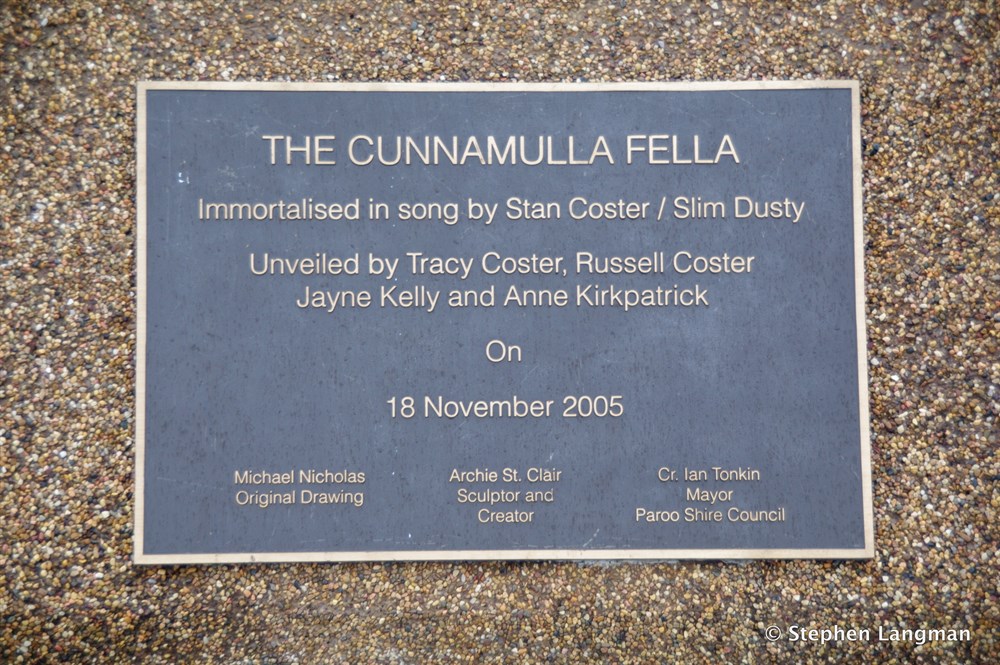 THE CUNNAMULLA FELLA
Immortalised in song by Stan Coster / Slim Dusty
Unveiled by Tracy Coster, Russell Coster
Jayne Kelly and Anne Kirkpatrick
On
18 November 2005
Michael Nicholas
Original Drawing
Archie St. Clair
Sculptor and
Creator
Cr. Ian Tonkin
Mayor
Paroo Shire Council
© Stephen Langman